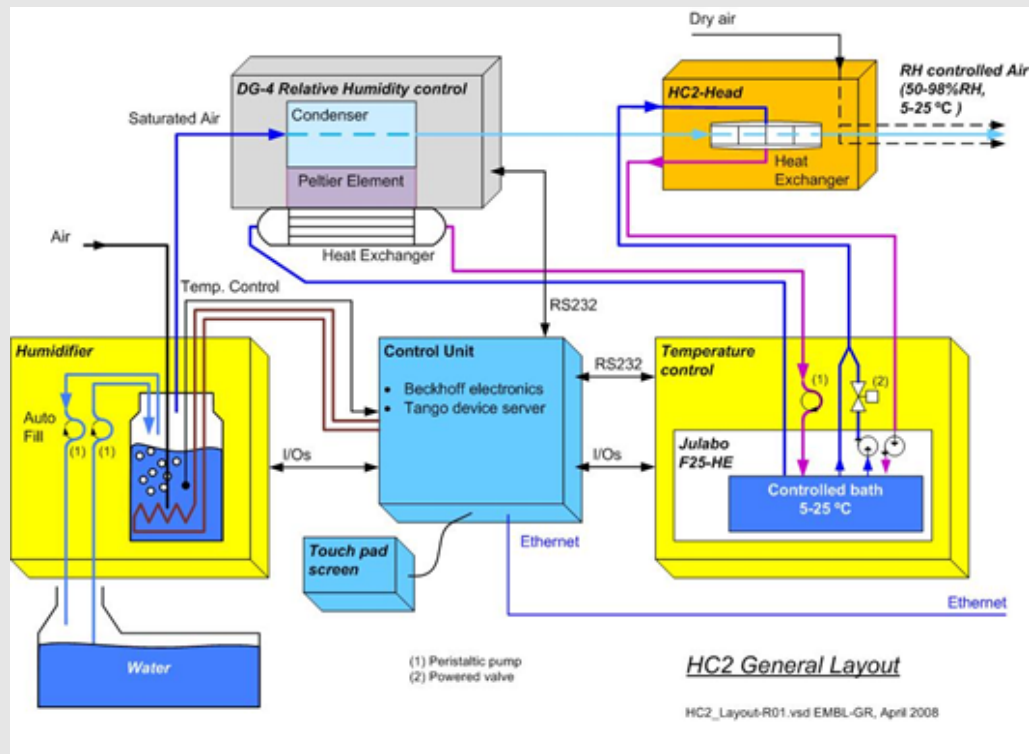 Dry air
DG-4 Relative Humidity control
HC2-Head
RH controlled Air
(50-98%RH,
5-25 ºC )
Saturated Air
Condenser
Peltier Element
Heat
Exchanger
Air
Heat Exchanger
Temp. Control
RS232
Humidifier
Control Unit
• Beckhoff electronics
• Tango device server
RS232
Temperature
control
(1)
(2)
Auto
Fill
(1)
(1)
I/Os
I/Os
Julabo
F25-HE
Controlled bath
5-25 ºC
Touch pad
screen
Ethernet
Ethernet
Water
(1) Peristaltic pump
(2) Powered valve
HC2 General Layout
HC2_Layout-R01.vsd EMBL-GR, April 2008